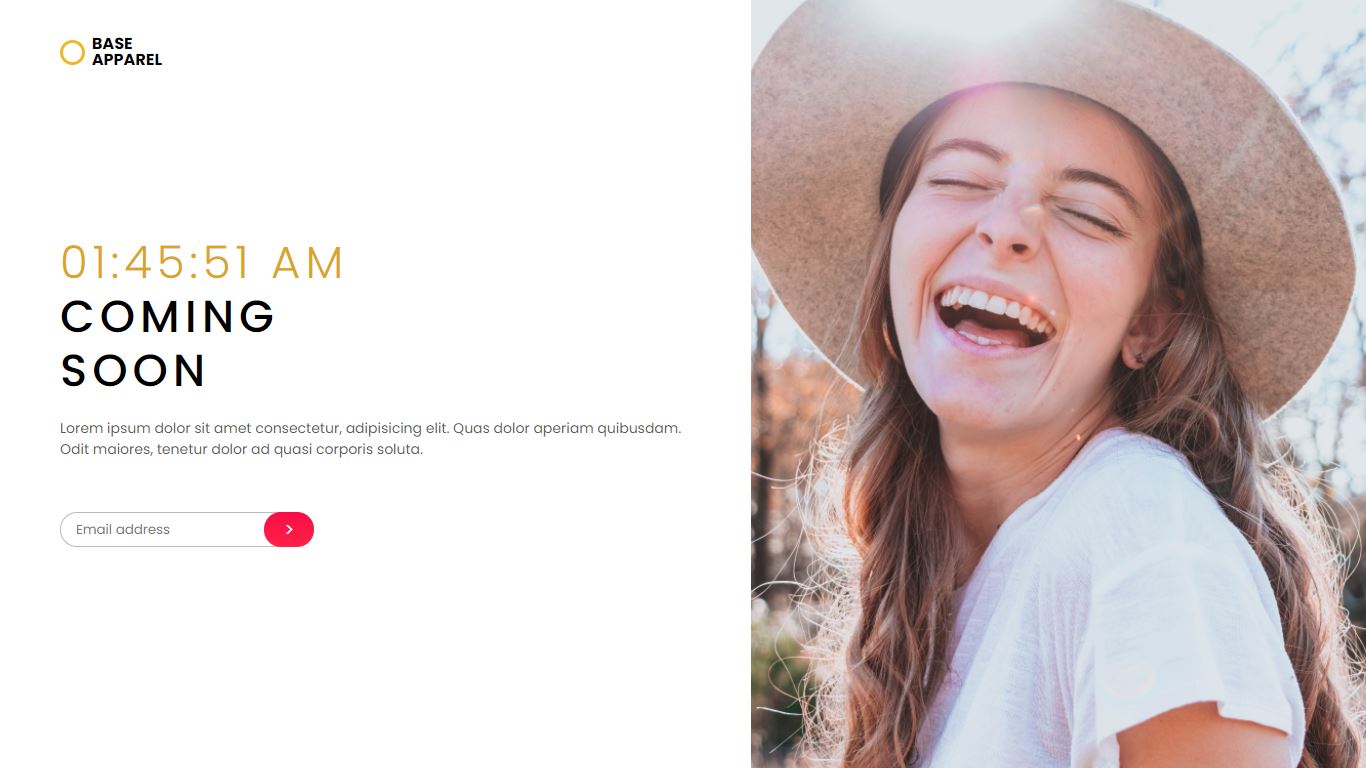 BASE
APPAREL
01:45:51 AM
COMING
SOON
Lorem ipsum dolor sit amet consectetur, adipisicing elit. Quas dolor aperiam quibusdam.
Odit maiores, tenetur dolor ad quasi corporis soluta.
Email address
>